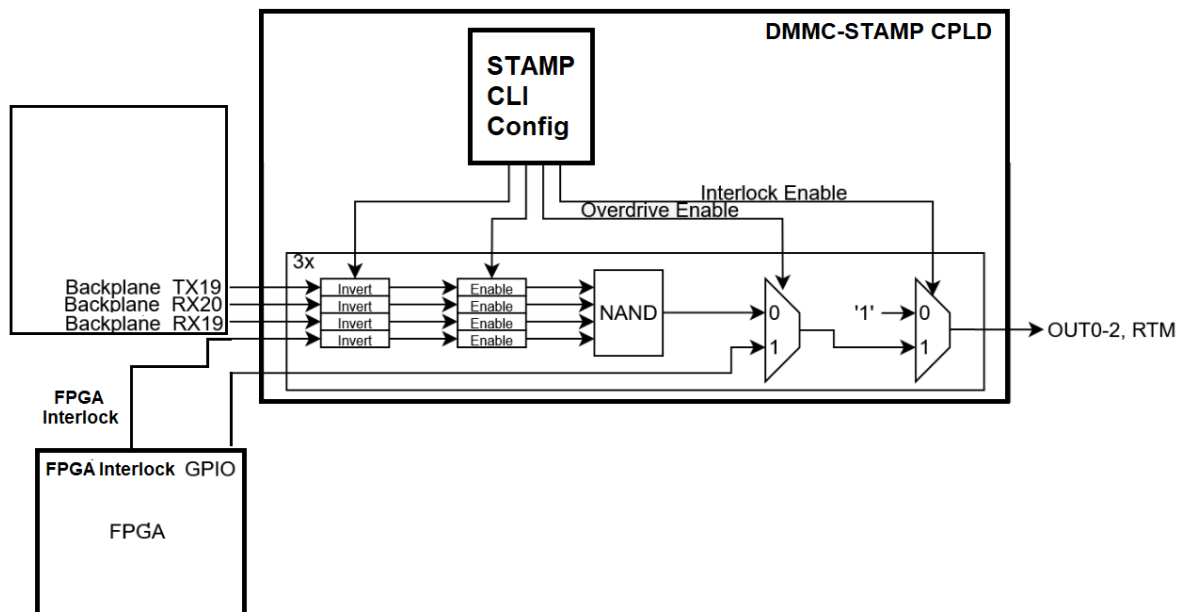 DMMC-STAMP CPLD
STAMP
CLI
Config
Interlock Enable
Overdrive Enable
3x
Backplane TX19
Backplane RX20
Backplane RX19
Invert
Invert
Invert
Invert
Enable
Enable
Enable
Enable
NAND
0
1
'1'
0
1
OUT0-2, RTM
FPGA
Interlock
FPGA Interlock GPIO
FPGA